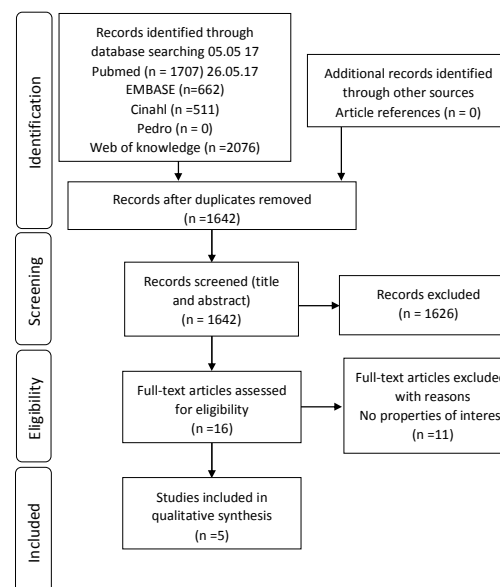 Identification
Records identified through
database searching 05.05 17
Pubmed (n = 1707) 26.05.17
EMBASE (n=662)
Cinahl (n =511)
Pedro (n = 0)
Web of knowledge (n =2076)
Additional records identified
through other sources
Article references (n = 0)
Records after duplicates removed
(n =1642)
Screening
Records screened (title
and abstract)
(n = 1642)
Records excluded
(n = 1626)
Eligibility
Full-text articles assessed
for eligibility
(n =16)
Full-text articles excluded
with reasons
No properties of interest
(n =11)
Included
Studies included in
qualitative synthesis
(n =5)